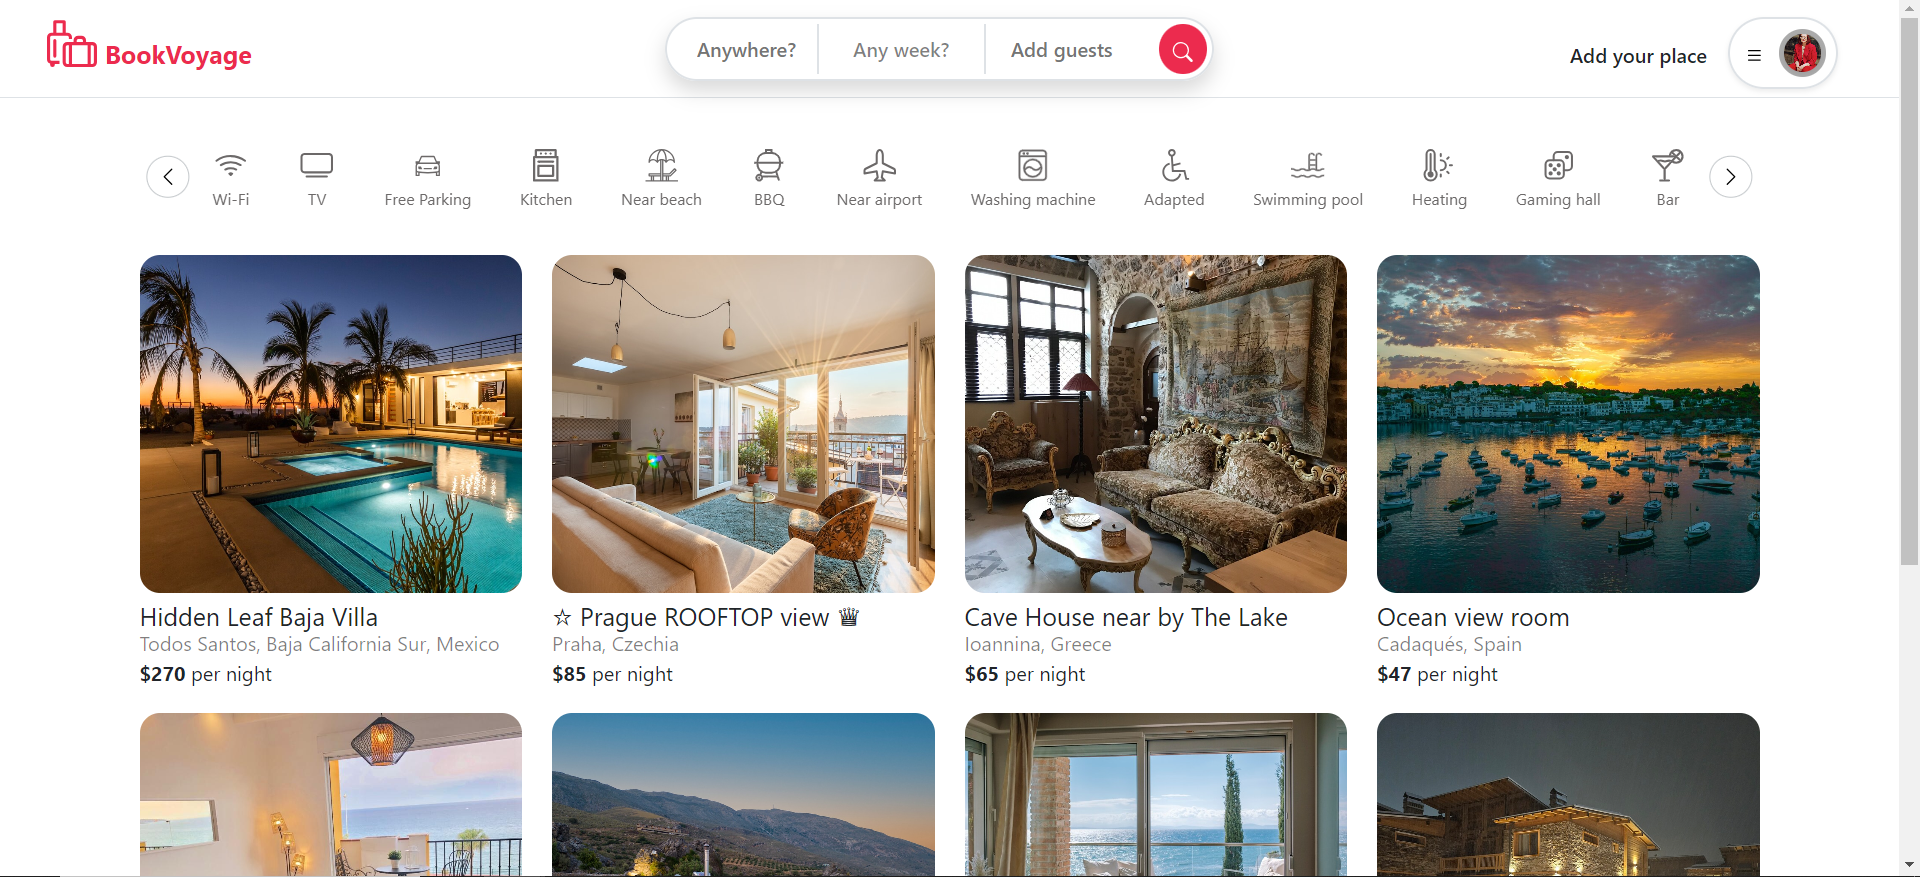 BookVoyage
Anywhere?
Any week?
Add guests
Add your place
Wi-Fi
TV
Free Parking
Kitchen
Near beach
BBQ
Near airport
Washing machine
Adapted
Swimming pool
Heating
Gaming hall
Bar
Hidden Leaf Baja Villa
Todos Santos, Baja California Sur, Mexico
$270 per night
☆ Prague ROOFTOP view ♕
Praha, Czechia
$85 per night
Cave House near by The Lake
Ioannina, Greece
$65 per night
Ocean view room
Cadaqués, Spain
$47 per night